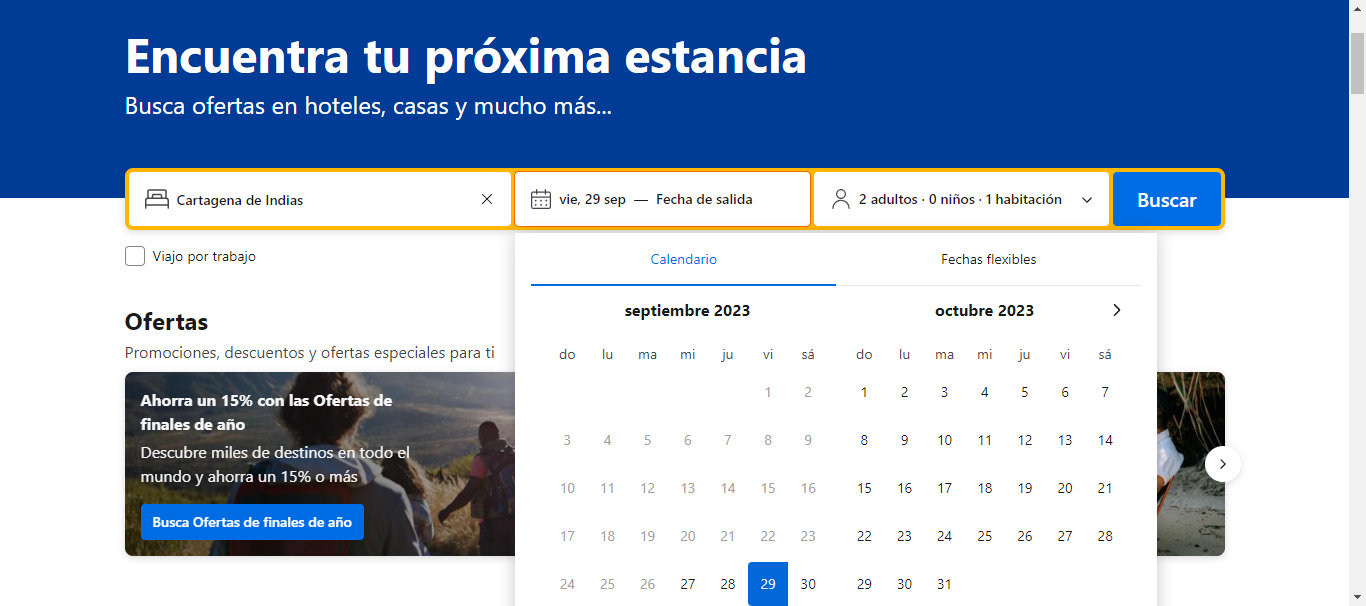 Encuentra tu próxima estancia
Busca ofertas en hoteles, casas y mucho más...
Cartagena de Indias
vie, 29 sep — Fecha de salida
2 adultos · 0 niños · 1 habitación
Buscar
Viajo por trabajo
Calendario Fechas flexibles
septiembre 2023
do lu ma mi ju vi sá
1 2
3 4 5 6 7 8 9
10 11 12 13 14 15 16
17 18 19 20 21 22 23
24 25 26 27 28 29 30
octubre 2023
do lu ma mi ju vi sá
1 2 3 4 5 6 7
8 9 10 11 12 13 14
15 16 17 18 19 20 21
22 23 24 25 26 27 28
29 30 31
Ofertas
Promociones, descuentos y ofertas especiales para ti
Ahorra un 15% con las Ofertas de
finales de año
Descubre miles de destinos en todo el
mundo y ahorra un 15% o más
Busca Ofertas de finales de año